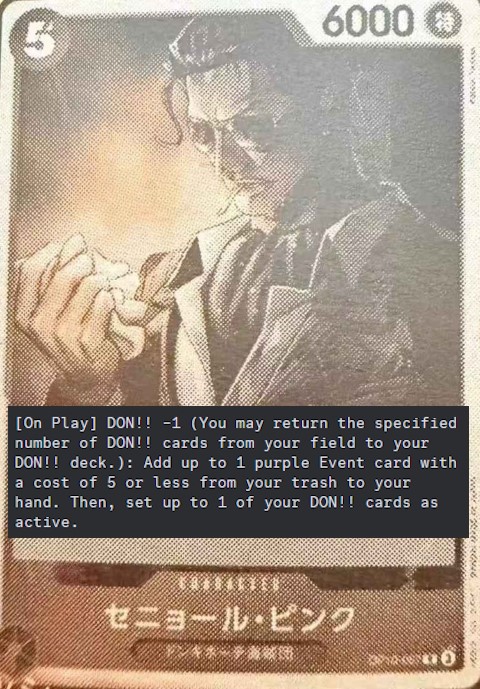 5
6000
特
[On Play] DON!! -1 (You may return the specified
number of DON!! cards from your field to your
DON!! deck.): Add up to 1 purple Event card with
a cost of 5 or less from your trash to your
hand. Then, set up to 1 of your DON!! cards as
active.
CHARACTER
セニョール・ピンク
ドンキホーテ海賊団